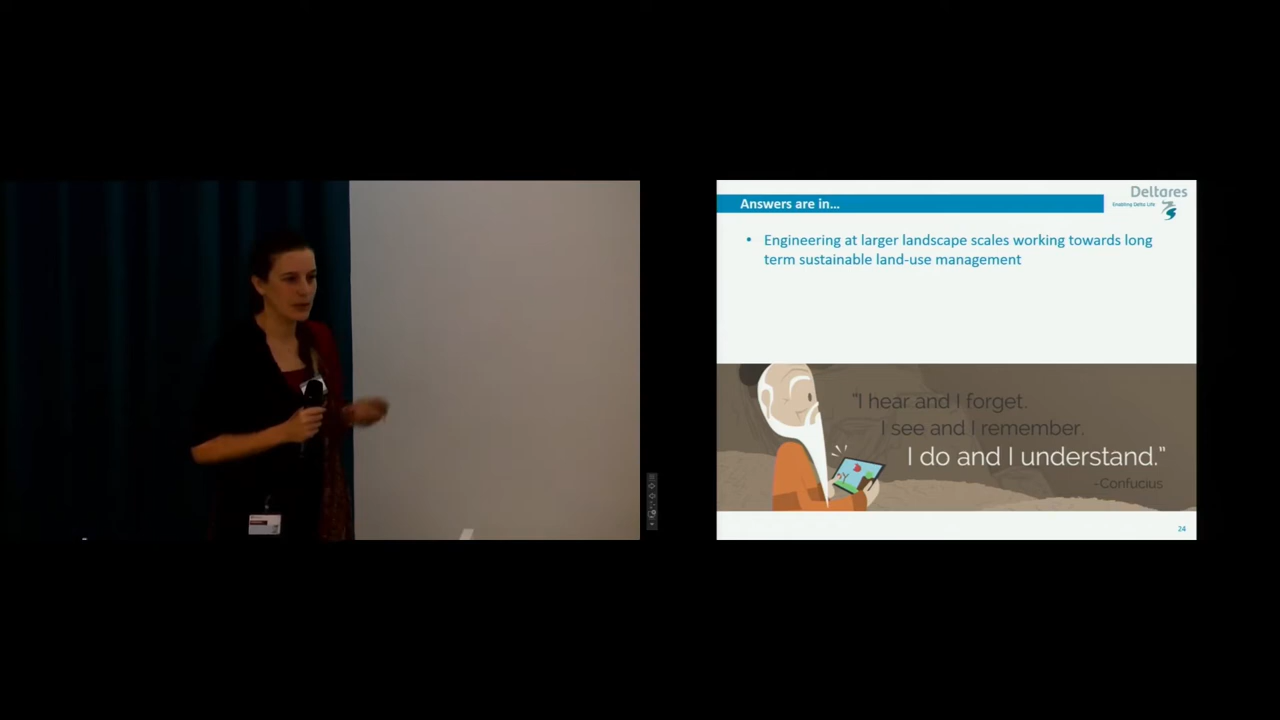 Answers are in...
Deltares
Enabling Delta Life
• Engineering at larger landscape scales working towards long
term sustainable land-use management
"I hear and I forget.
I see and I remember.
I do and I understand."
-Confucius
24